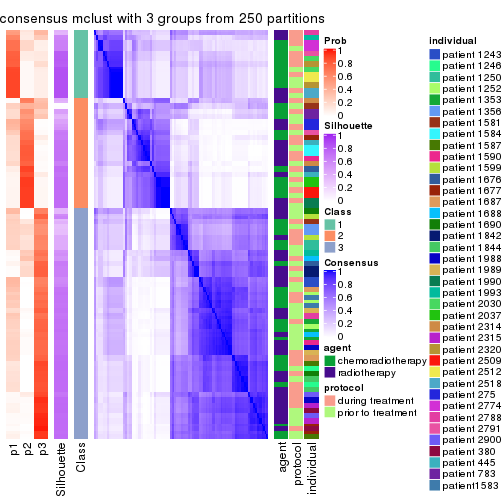 consensus mclust with 3 groups from 250 partitions
Prob
1
0.8
0.6
0.4
0.2
0
Silhouette
1
0.8
0.6
0.4
0.2
0
Class
1
2
3
Consensus
1
0.8
0.6
0.4
0.2
0
agent
chemoradiotherapy
radiotherapy
protocol
during treatment
prior to treatment
individual
patient 1243
patient 1246
patient 1250
patient 1252
patient 1353
patient 1356
patient 1581
patient 1584
patient 1587
patient 1590
patient 1599
patient 1676
patient 1677
patient 1687
patient 1688
patient 1690
patient 1842
patient 1844
patient 1988
patient 1989
patient 1990
patient 1993
patient 2030
patient 2037
patient 2314
patient 2315
patient 2320
patient 2509
patient 2512
patient 2518
patient 275
patient 2774
patient 2788
patient 2791
patient 2900
patient 380
patient 445
patient 783
patient1583
p1
p2
p3
Silhouette
Class
agent
protocol
individual